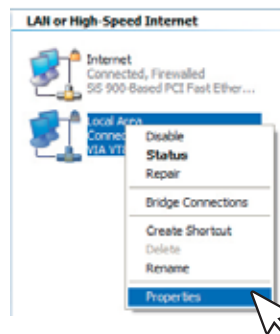 LAN or High-Speed Internet
Internet
Connected, Firewalled
SiS 900-Based PCI Fast Ether...
Local Area
Connec
VIA VT6
Disable
Status
Repair
Bridge Connections
Create Shortcut
Delete
Rename
Properties